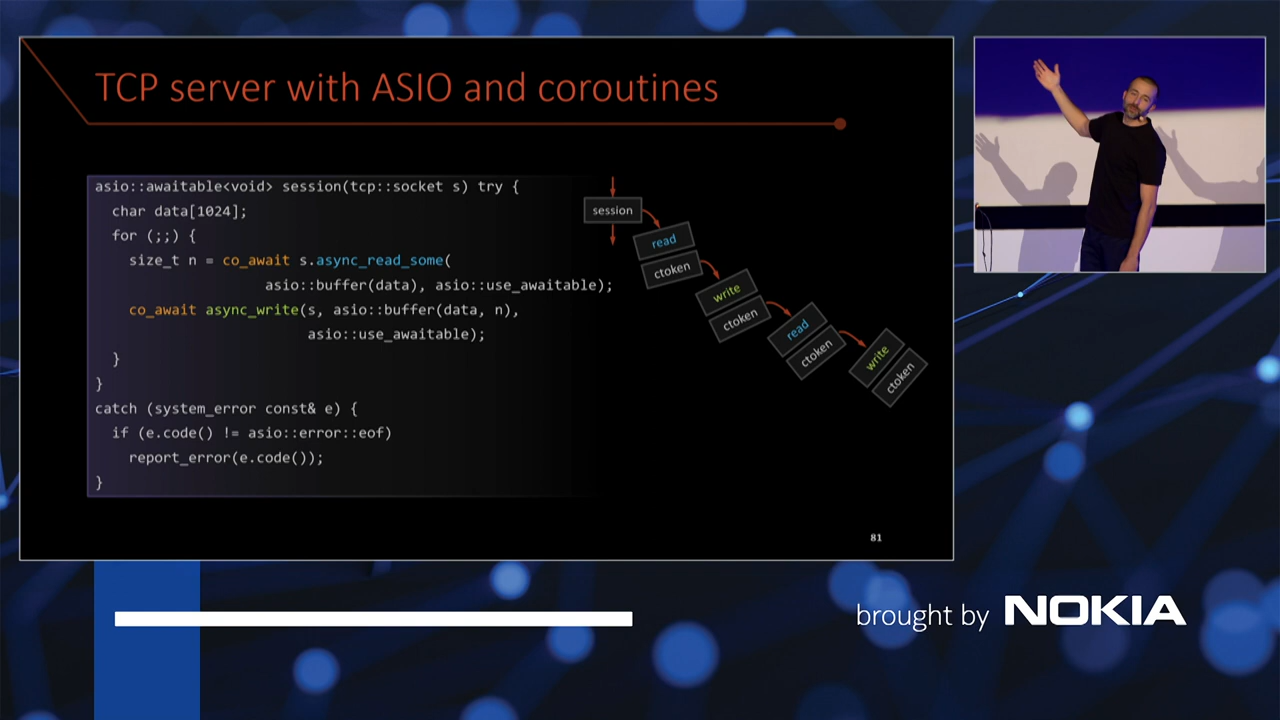 TCP server with ASIO and coroutines
asio::awaitable<void> session(tcp::socket s) try {
char data[1024];
for (;;) {
size_t n = co_await s.async_read_some(
asio::buffer(data), asio::use_awaitable);
co_await async_write(s, asio::buffer(data, n),
asio::use_awaitable);
}
}
catch (system_error const& e) {
if (e.code() != asio::error::eof)
report_error(e.code());
}
session
read
ctoken
write
ctoken
read
ctoken
write
ctoken
81
brought by NOKIA